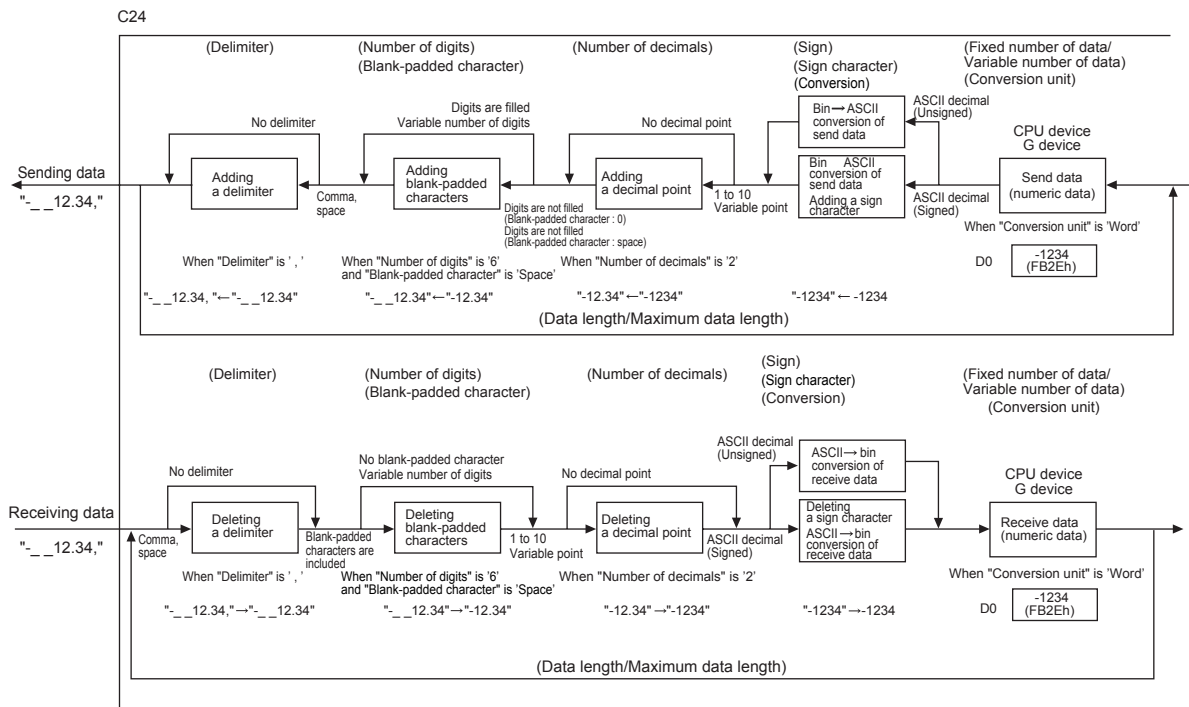 C24
(Delimiter)
(Number of digits)
(Blank-padded character)
(Number of decimals)
(Sign)
(Sign character)
(Conversion)
(Fixed number of data/
Variable number of data)
(Conversion unit)
No delimiter
Digits are filled
Variable number of digits
No decimal point
Bin→ASCII
conversion of
send data
ASCII decimal
(Unsigned)
CPU device
G device
Sending data
"-_ _12.34,"
Adding
a delimiter
Comma,
space
Adding
blank-padded
characters
Digits are not filled
(Blank-padded character : 0)
Digits are not filled
(Blank-padded character : space)
Adding
a decimal point
1 to 10
Variable point
Bin ASCII
conversion of
send data
Adding a sign
character
ASCII decimal
(Signed)
Send data
(numeric data)
When "Delimiter" is ' , '
When "Number of digits" is '6'
and "Blank-padded character" is 'Space'
When "Number of decimals" is '2'
When "Conversion unit" is 'Word'
D0
-1234
(FB2Eh)
"-_ _12.34, "←"-_ _12.34"
"-_ _12.34"←"-12.34"
"-12.34"←"-1234"
"-1234"← -1234
(Data length/Maximum data length)
(Delimiter)
(Number of digits)
(Blank-padded character)
(Number of decimals)
(Sign)
(Sign character)
(Conversion)
(Fixed number of data/
Variable number of data)
(Conversion unit)
No delimiter
No blank-padded character
Variable number of digits
No decimal point
ASCII decimal
(Unsigned)
ASCII→bin
conversion of
receive data
CPU device
G device
Receiving data
"-_ _12.34,"
Comma,
space
Deleting
a delimiter
Blank-padded
characters are
included
Deleting
blank-padded
characters
1 to 10
Variable point
Deleting
a decimal point
ASCII decimal
(Signed)
Deleting
a sign character
ASCII→bin
conversion of
receive data
Receive data
(numeric data)
When "Delimiter" is ' , '
When "Number of digits" is '6'
and "Blank-padded character" is 'Space'
When "Number of decimals" is '2'
When "Conversion unit" is 'Word'
D0
-1234
(FB2Eh)
"-_ _12.34,"→"-_ _12.34"
"-_ _12.34"→"-12.34"
"-12.34"→"-1234"
"-1234"→-1234
(Data length/Maximum data length)